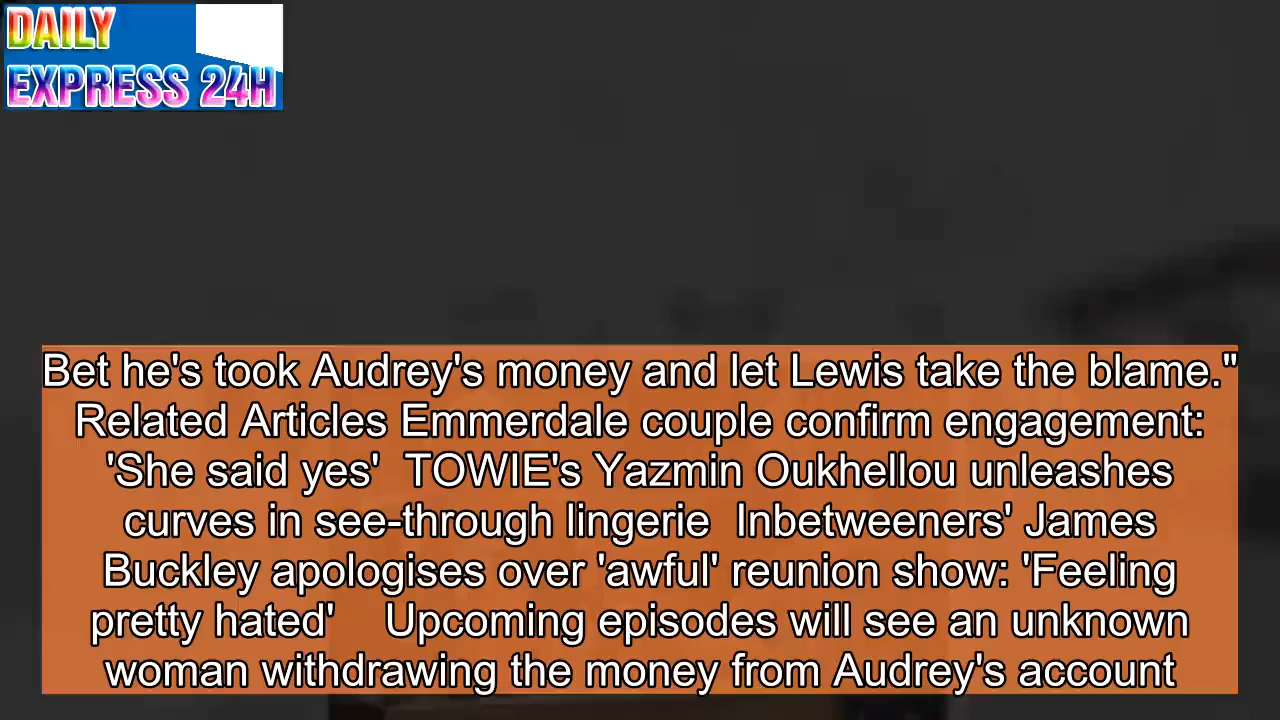 DAILY
EXPRESS 24H
Bet he's took Audrey's money and let Lewis take the blame."
Related Articles Emmerdale couple confirm engagement:
'She said yes'  TOWIE's Yazmin Oukhellou unleashes
curves in see-through lingerie  Inbetweeners' James
Buckley apologises over 'awful' reunion show: 'Feeling
pretty hated'    Upcoming episodes will see an unknown
woman withdrawing the money from Audrey's account